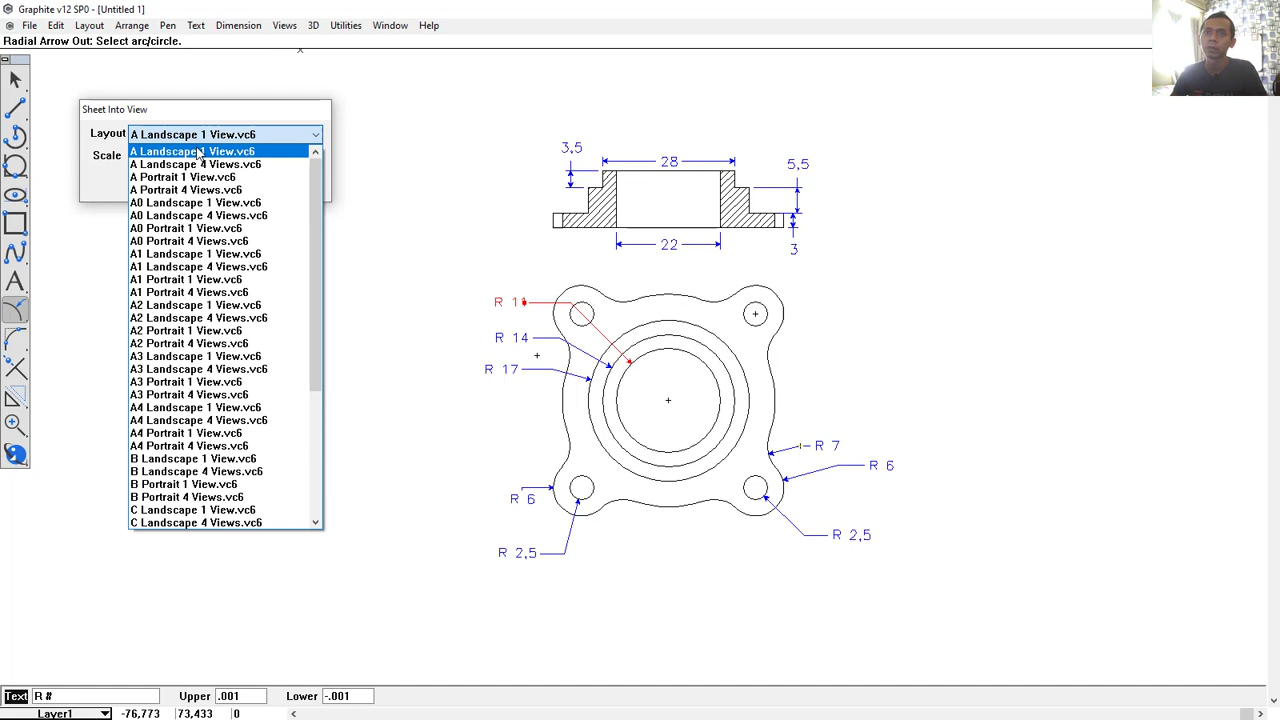 Graphite v12 SP0 - [Untitled 1]
File Edit Layout Arrange Pen Text Dimension Views 3D Utilities Window Help
Radial Arrow Out: Select arc/circle.
Sheet Into View
Layout A Landscape 1 View.vc6
Scale
A Landscape 1 View.vc6
A Landscape 4 Views.vc6
A Portrait 1 View.vc6
A Portrait 4 Views.vc6
A0 Landscape 1 View.vc6
A0 Landscape 4 Views.vc6
A0 Portrait 1 View.vc6
A0 Portrait 4 Views.vc6
A1 Landscape 1 View.vc6
A1 Landscape 4 Views.vc6
A1 Portrait 1 View.vc6
A1 Portrait 4 Views.vc6
A2 Landscape 1 View.vc6
A2 Landscape 4 Views.vc6
A2 Portrait 1 View.vc6
A2 Portrait 4 Views.vc6
A3 Landscape 1 View.vc6
A3 Landscape 4 Views.vc6
A3 Portrait 1 View.vc6
A3 Portrait 4 Views.vc6
A4 Landscape 1 View.vc6
A4 Landscape 4 Views.vc6
A4 Portrait 1 View.vc6
A4 Portrait 4 Views.vc6
B Landscape 1 View.vc6
B Landscape 4 Views.vc6
B Portrait 1 View.vc6
B Portrait 4 Views.vc6
C Landscape 1 View.vc6
C Landscape 4 Views.vc6
3,5
28
5,5
22
3
R 11
R 14
R 17
R 7
R 6
R 6
R 2,5
R 2,5
Text R # Upper .001 Lower -.001
Layer1 -76,773 73,433 0